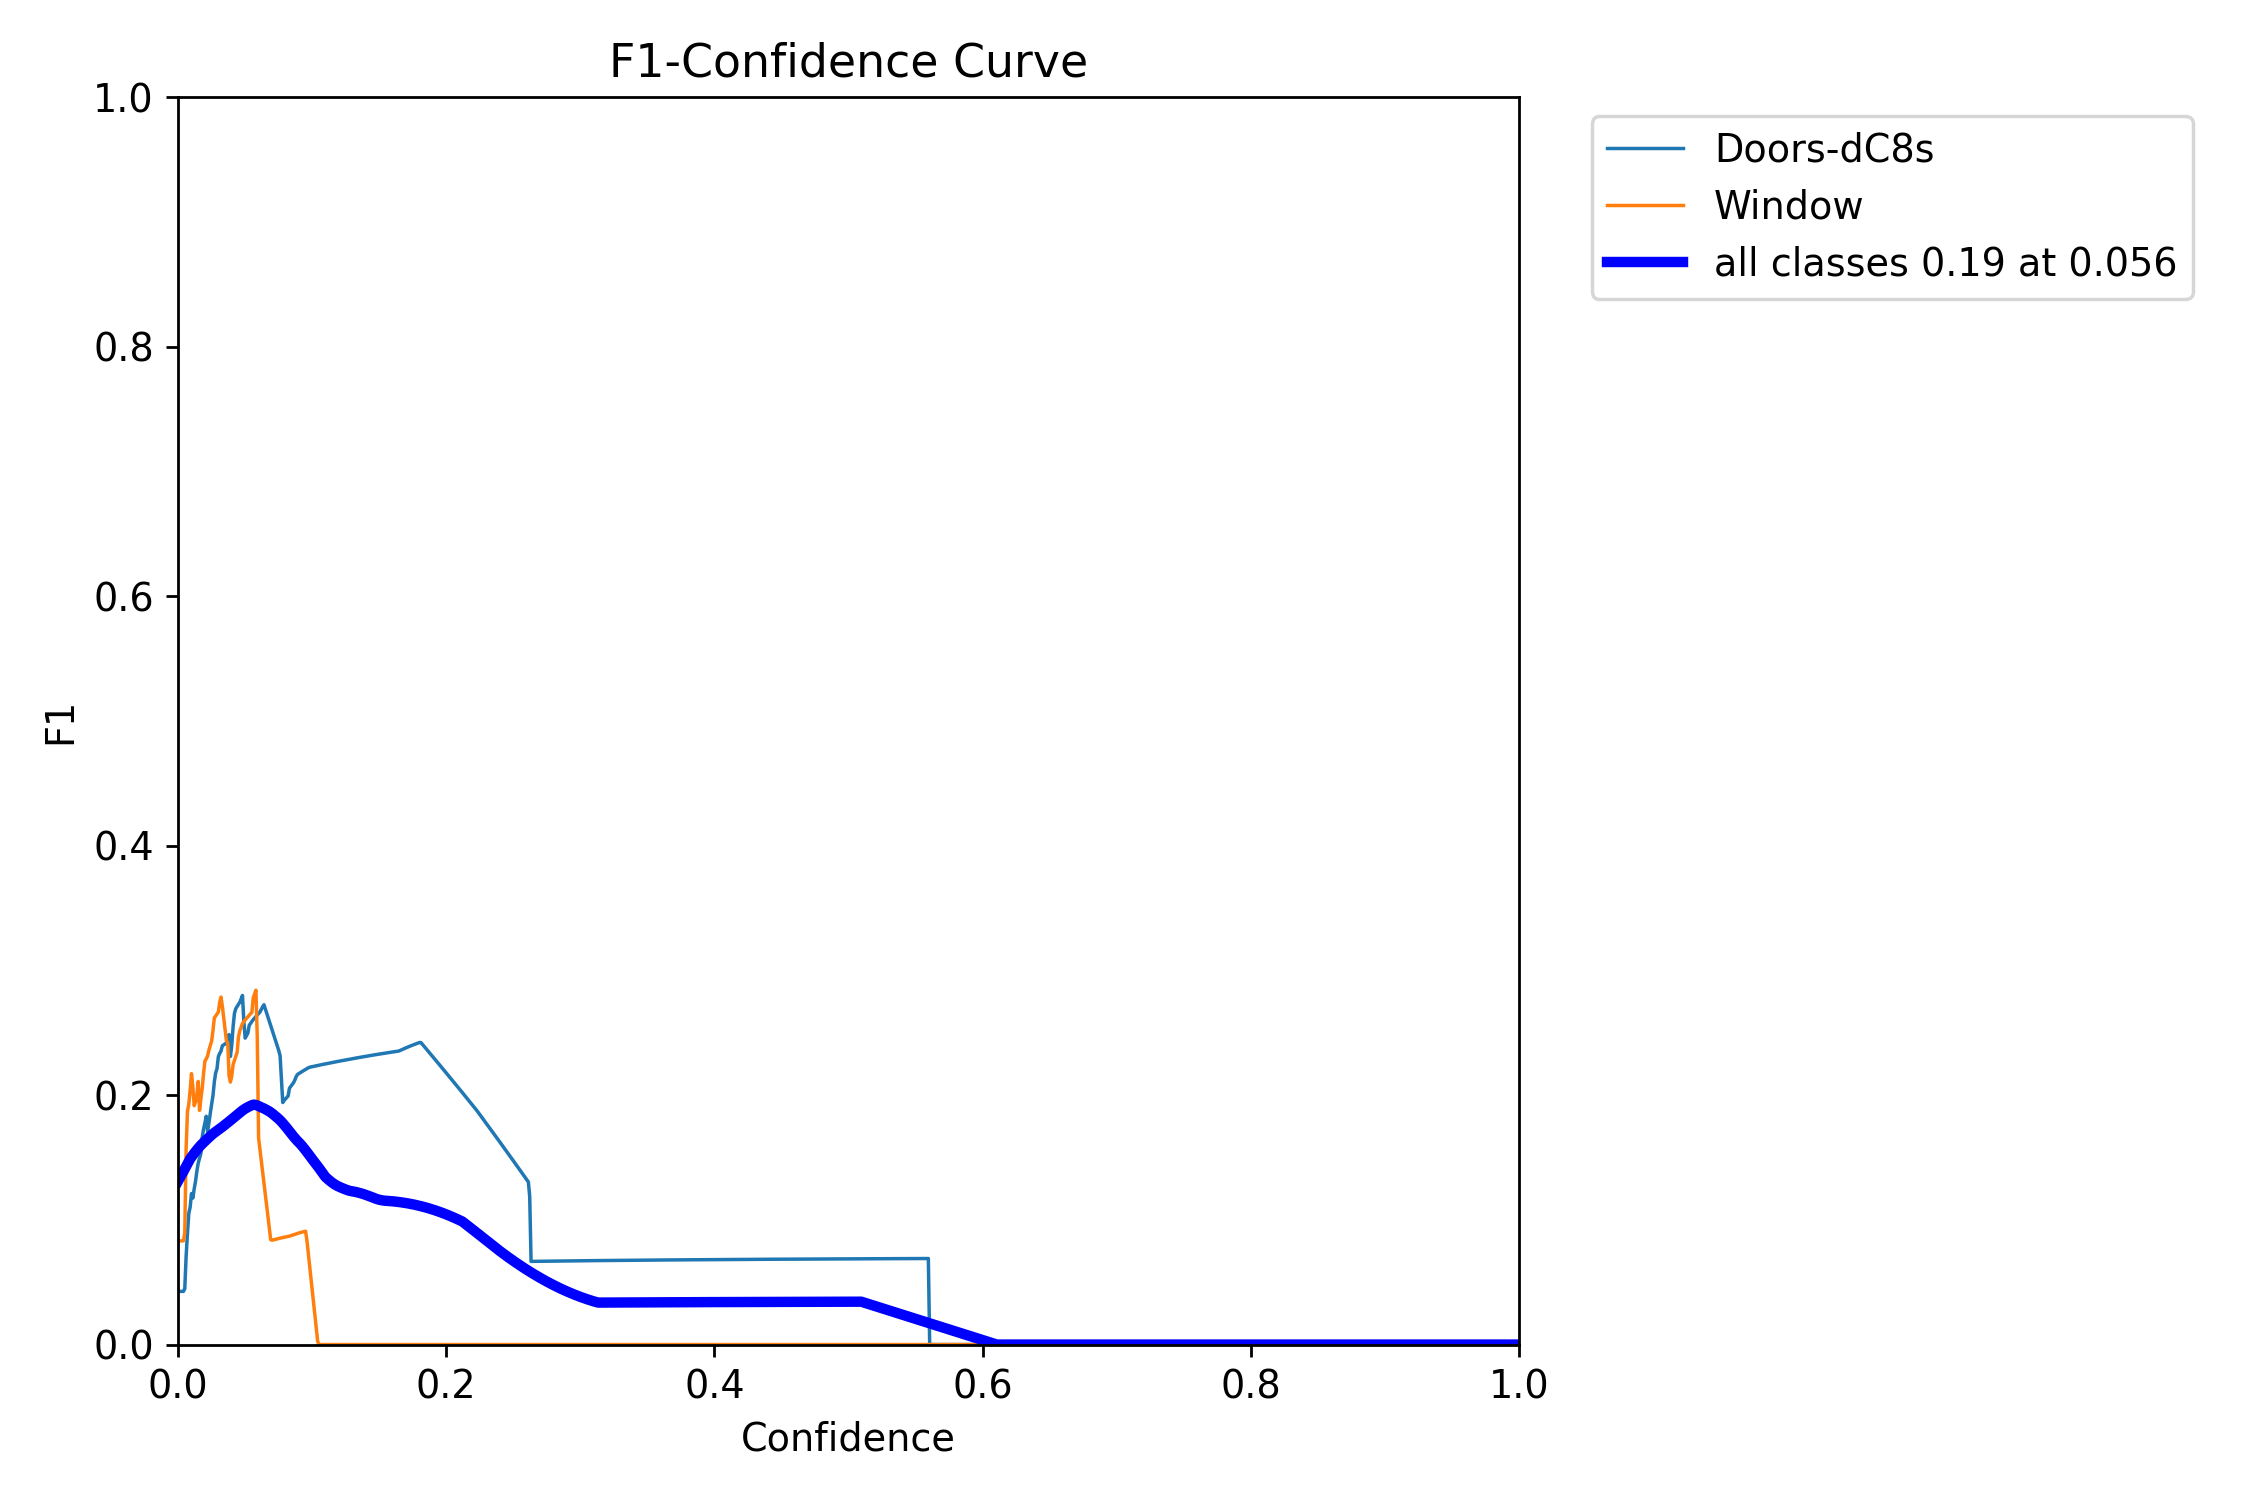 F1-Confidence Curve
1.0
0.8
0.6
0.4
0.2
0.0
F1
0.0 0.2 0.4 0.6 0.8 1.0
Confidence
Doors-dC8s
Window
all classes 0.19 at 0.056